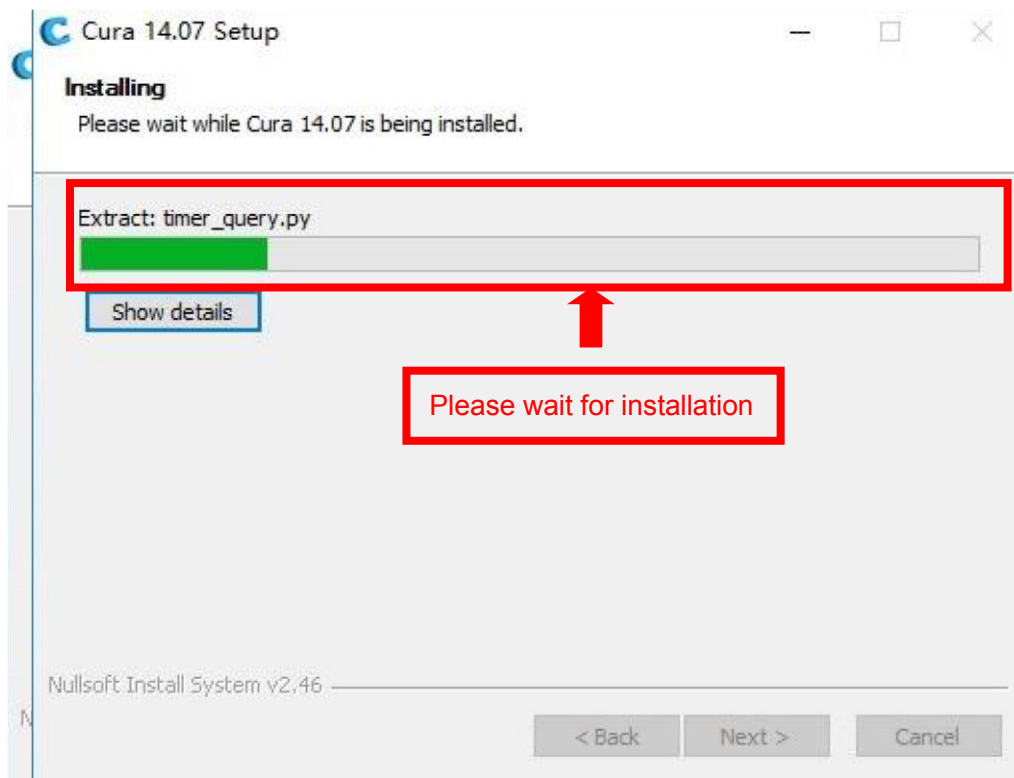 Cura 14.07 Setup
Installing
Please wait while Cura 14.07 is being installed.
Extract: timer_query.py
Show details
Please wait for installation
Nullsoft Install System v2.46
N
< Back
Next >
Cancel